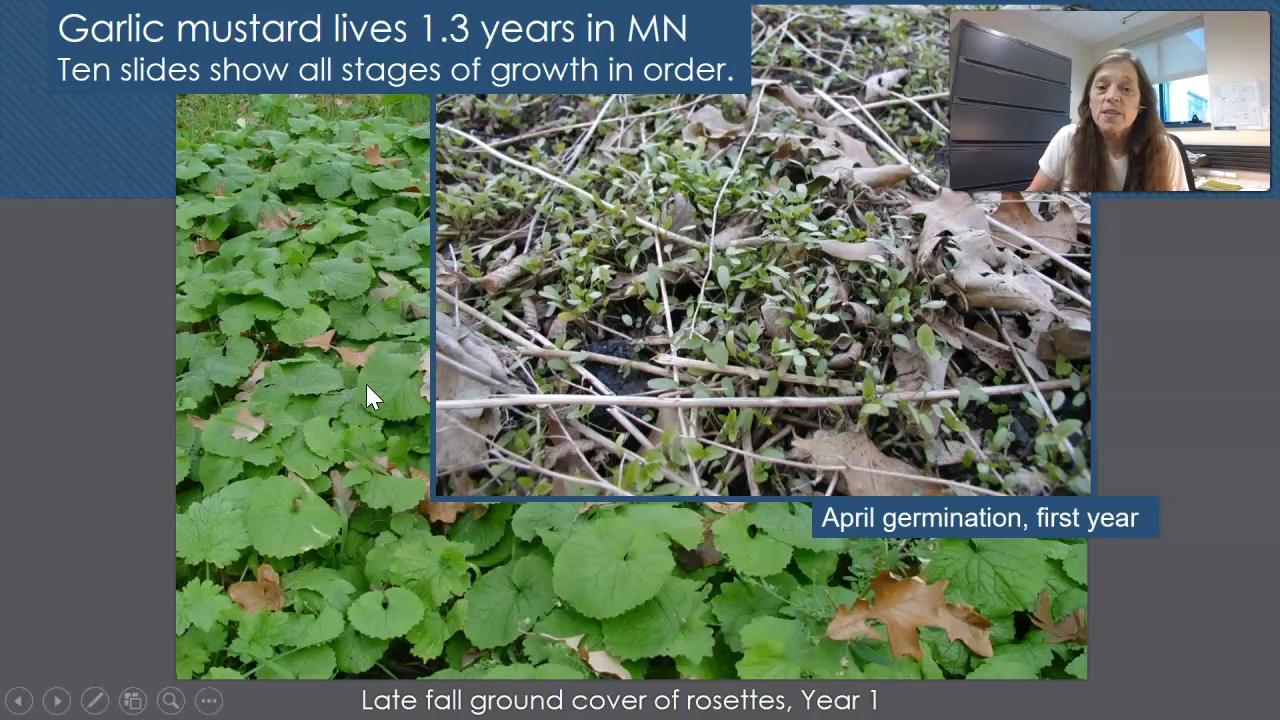 Garlic mustard lives 1.3 years in MN
Ten slides show all stages of growth in order.
April germination, first year
Late fall ground cover of rosettes, Year 1